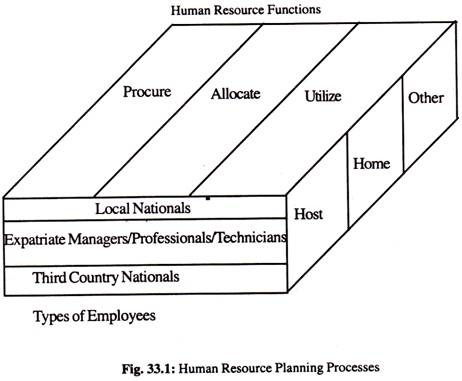 Human Resource Functions
Procure
Allocate
Utilize
Other
Home
Host
Local Nationals
Expatriate Managers/Professionals/Technicians
Third Country Nationals
Types of Employees
Fig. 33.1: Human Resource Planning Processes